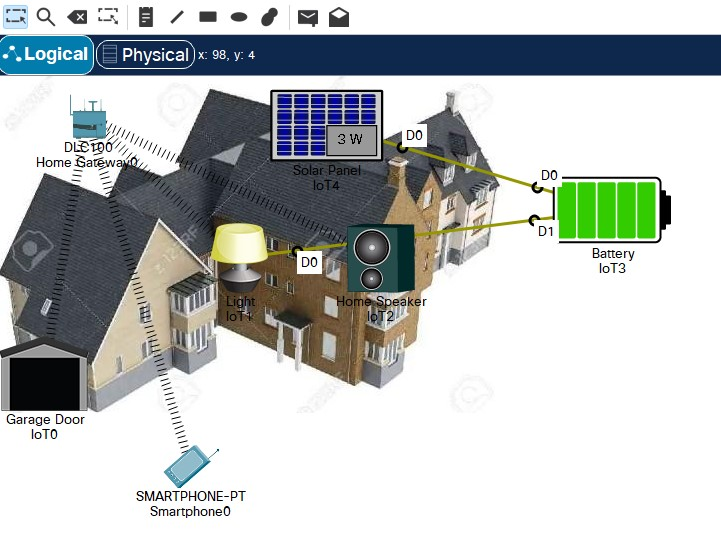 Logical
Physical
x: 98, y: 4
DLC100
Home Gateway0
3 W
D0
Solar Panel
IoT4
D0
D1
Battery
IoT3
D0
Light
IoT1
Home Speaker
IoT2
Garage Door
IoT0
SMARTPHONE-PT
Smartphone0